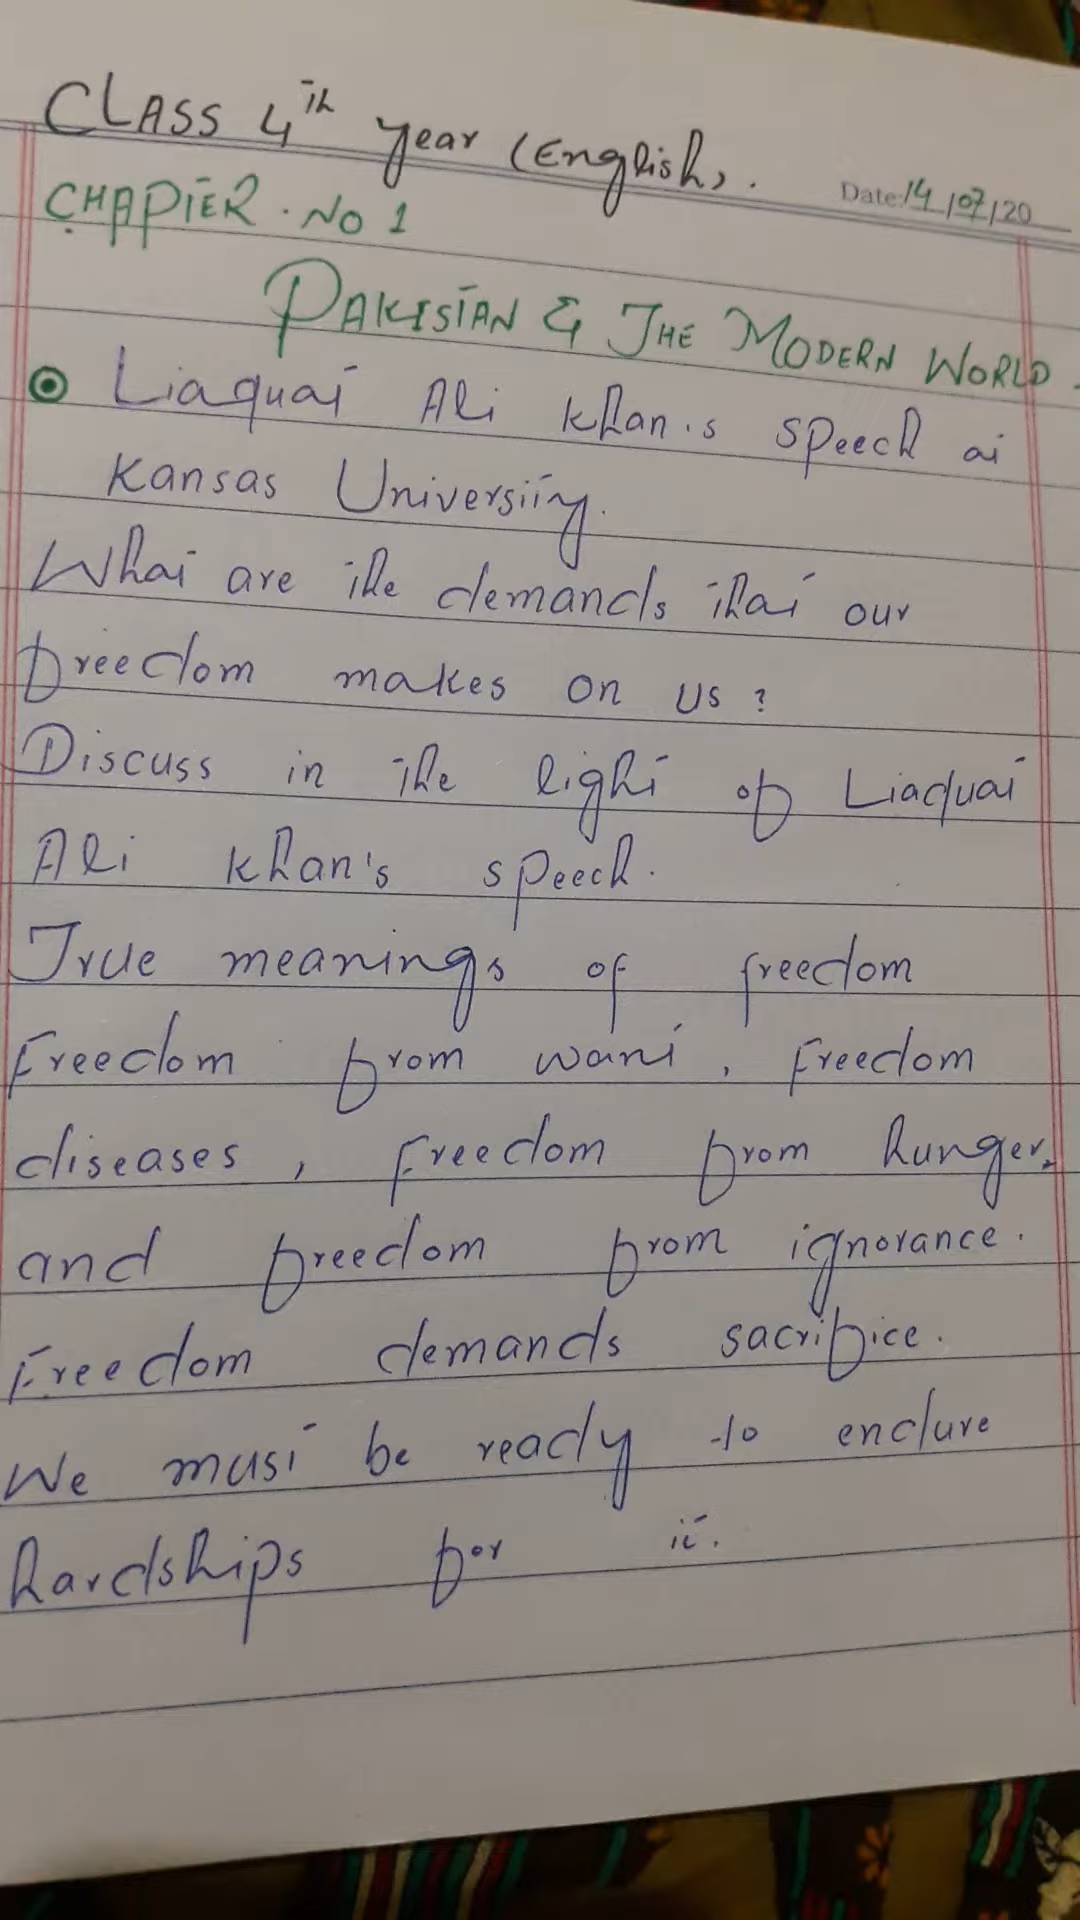 CLASS 4th year (English).
Date: 14/07/20
CHAPTER. No 1
PAKISTAN & THE MODERN WORLD.
Liaquat Ali Khan.s speech at
Kansas University.
What are the demands that our
freedom makes on us ?
Discuss in the light of Liaquat
Ali Khan's speech.
True meanings of freedom
Freedom from want, Freedom
diseases, freedom from hunger,
and freedom from ignorance.
Freedom demands sacrifice.
We must be ready to endure
hardships for it.